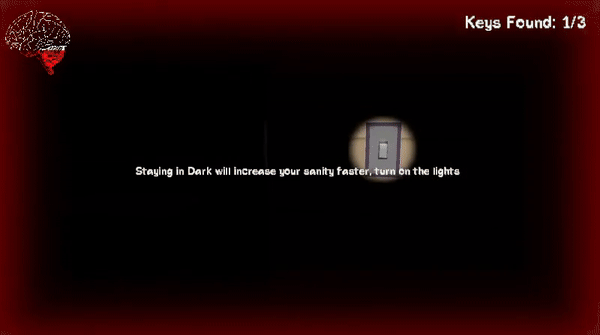 Keys Found: 1/3
Staying in Dark will increase your sanity faster, turn on the lights